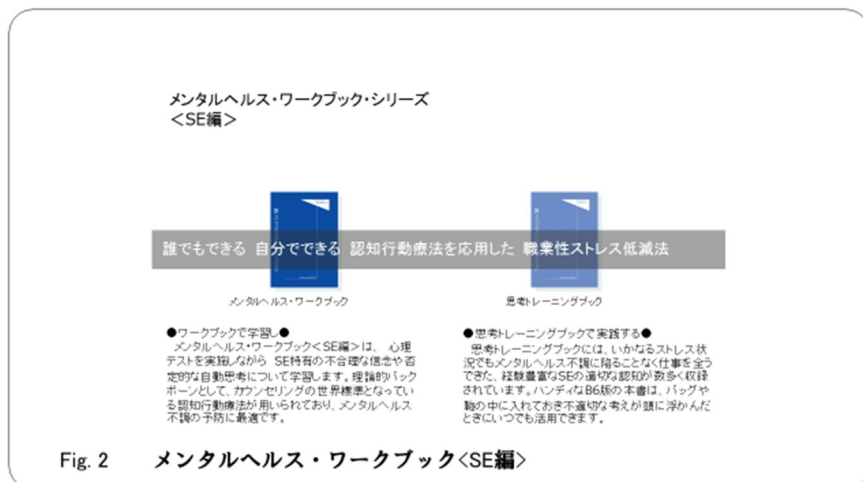 メンタルヘルス・ワークブック・シリーズ
＜SE編＞
誰でもできる 自分でできる 認知行動療法を応用した 職業性ストレス低減法
メンタルヘルス・ワークブック
思考トレーニングブック
●ワークブックで学習し●
メンタルヘルス・ワークブック＜SE編＞は、 心理
テストを実施しながら SE特有の不合理な信念や否
定的な自動思考について学習します。理論的バック
ボーンとして、カウンセリングの世界標準となってい
る認知行動療法が用いられており、メンタルヘルス
不調の予防に最適です。
●思考トレーニングブックで実践する●
思考トレーニングブックには、いかなるストレス状
況でもメンタルヘルス不調に陥ることなく仕事を全う
できた、経験豊富なSEの適切な認知が数多く収録
されています。ハンディなB6版の本書は、バッグや
鞄の中に入れておき不適切な考えが頭に浮かんだ
ときにいつでも活用できます。
Fig. 2 メンタルヘルス・ワークブック<SE編>